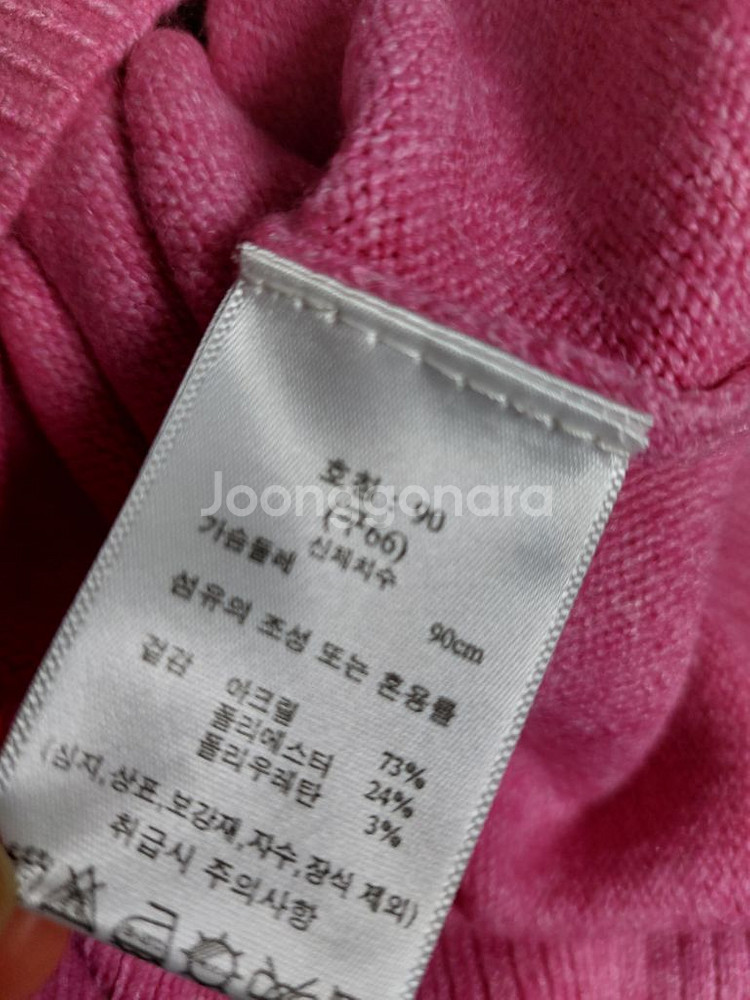 호칭 90
(구66)
신체치수
가슴둘레 90cm
섬유의 조성 또는 혼용률
겉감 아크릴 73%
폴리에스터 24%
폴리우레탄 3%
(심지,상표,보강재,자수,장식 제외)
취급시 주의사항
Joonggonara